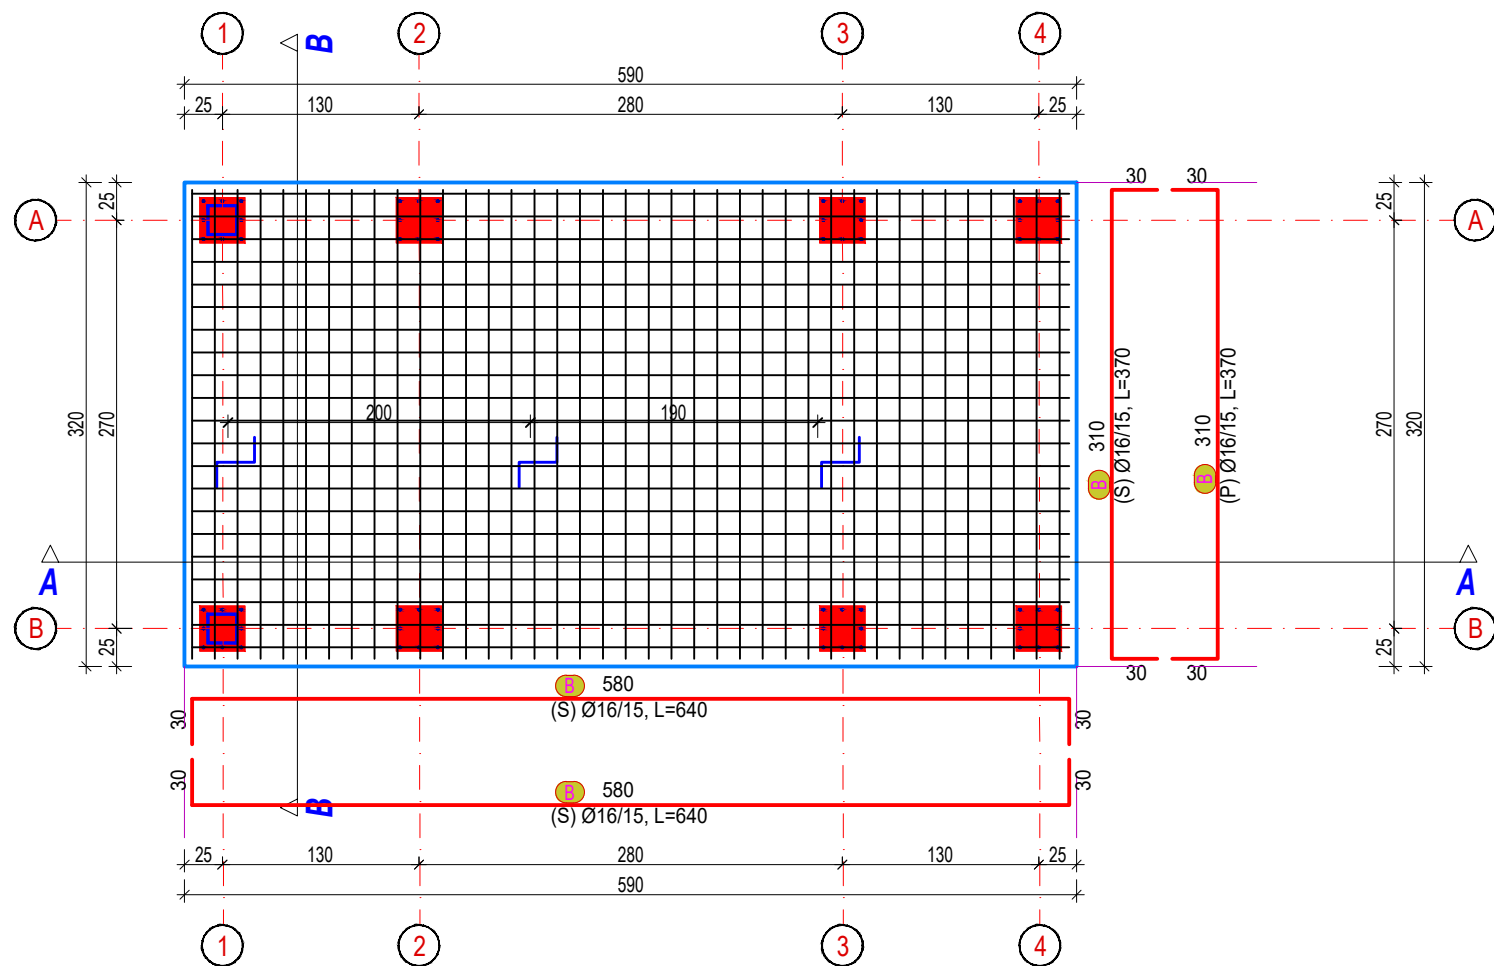 1 2 3 4
B
590
25 130 280 130 25
30 30
25 25
A A
200 190
320 270 270 320
310 (S) Ø16/15, L=370
310 (P) Ø16/15, L=370
B B
A A
B B
25 25
30 30
B 580
(S) Ø16/15, L=640
30 30
30 30
B 580
(S) Ø16/15, L=640
B
25 130 280 130 25
590
1 2 3 4